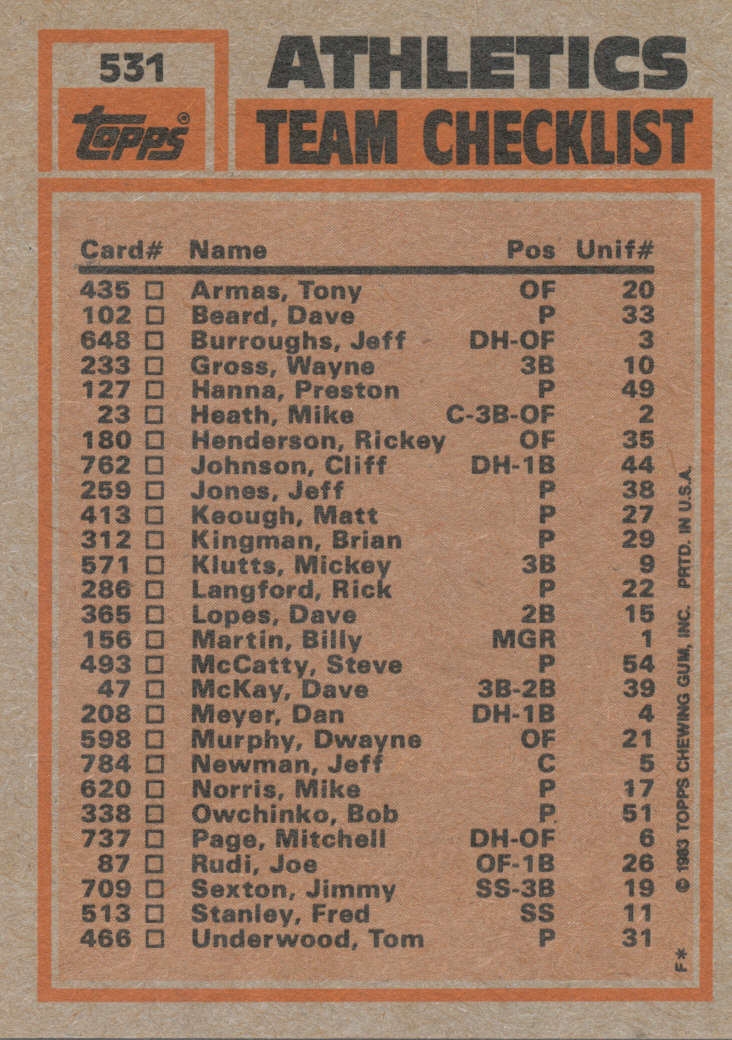 531
Topps®
ATHLETICS
TEAM CHECKLIST
Card# Name Pos Unif#
435 □ Armas, Tony OF 20
102 □ Beard, Dave P 33
648 □ Burroughs, Jeff DH-OF 3
233 □ Gross, Wayne 3B 10
127 □ Hanna, Preston P 49
23 □ Heath, Mike C-3B-OF 2
180 □ Henderson, Rickey OF 35
762 □ Johnson, Cliff DH-1B 44
259 □ Jones, Jeff P 38
413 □ Keough, Matt P 27
312 □ Kingman, Brian P 29
571 □ Klutts, Mickey 3B 9
286 □ Langford, Rick P 22
365 □ Lopes, Dave 2B 15
156 □ Martin, Billy MGR 1
493 □ McCatty, Steve P 54
47 □ McKay, Dave 3B-2B 39
208 □ Meyer, Dan DH-1B 4
598 □ Murphy, Dwayne OF 21
784 □ Newman, Jeff C 5
620 □ Norris, Mike P 17
338 □ Owchinko, Bob P 51
737 □ Page, Mitchell DH-OF 6
87 □ Rudi, Joe OF-1B 26
709 □ Sexton, Jimmy SS-3B 19
513 □ Stanley, Fred SS 11
466 □ Underwood, Tom P 31
F* © 1983 TOPPS CHEWING GUM, INC. PRTD. IN U.S.A.